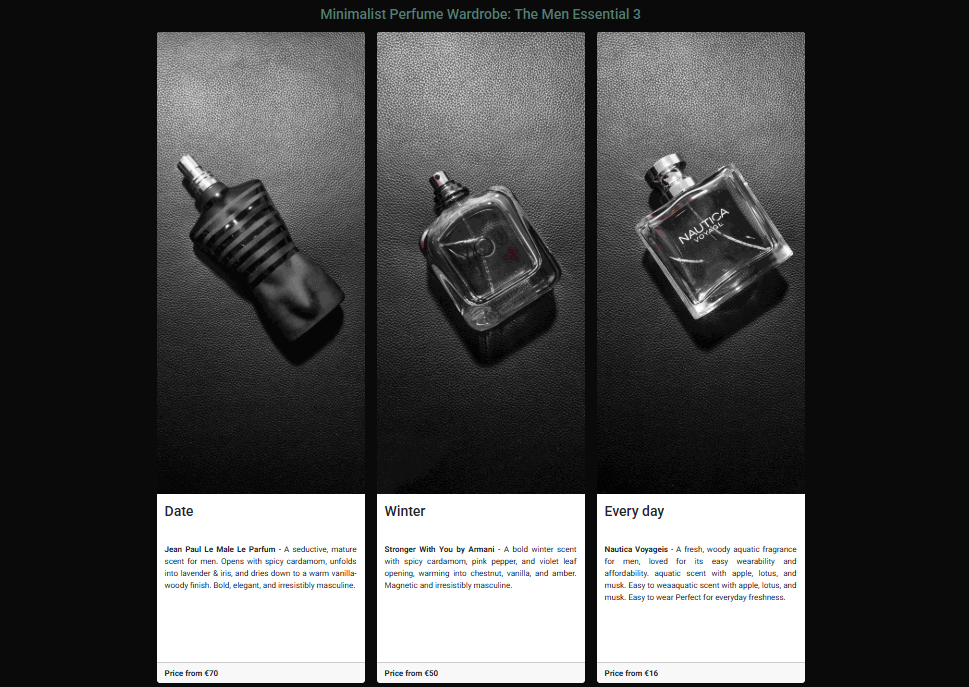 Minimalist Perfume Wardrobe: The Men Essential 3
NAUTICA
VOYAGE
Date
Jean Paul Le Male Le Parfum - A seductive, mature
scent for men. Opens with spicy cardamom, unfolds
into lavender & iris, and dries down to a warm vanilla-
woody finish. Bold, elegant, and irresistibly masculine.
Price from €70
Winter
Stronger With You by Armani - A bold winter scent
with spicy cardamom, pink pepper, and violet leaf
opening, warming into chestnut, vanilla, and amber.
Magnetic and irresistibly masculine.
Price from €50
Every day
Nautica Voyageis - A fresh, woody aquatic fragrance
for men, loved for its easy wearability and
affordability. aquatic scent with apple, lotus, and
musk. Easy to weaaquatic scent with apple, lotus, and
musk. Easy to wear Perfect for everyday freshness.
Price from €16